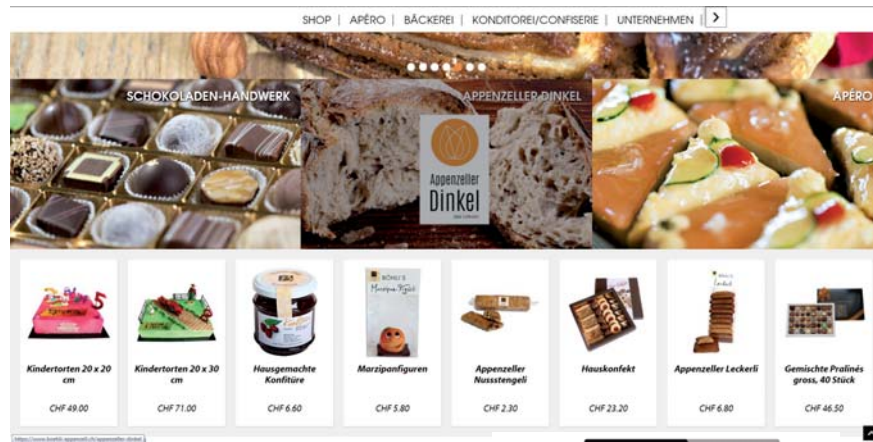 SHOP | APÉRO | BÄCKEREI | KONDITOREI/CONFISERIE | UNTERNEHMEN |
SCHOKOLADEN-HANDWERK
APPENZELLER DINKEL
APÉRO
Appenzeller
Dinkel
BÖHLI'S
Kindertorten 20 x 20
cm
CHF 49.00
Kindertorten 20 x 30
cm
CHF 71.00
Hausgemachte
Konfitüre
CHF 6.60
Marzipanfiguren
CHF 5.80
Appenzeller
Nussstengeli
CHF 2.30
Hauskonfekt
CHF 23.20
Appenzeller Leckerli
CHF 6.80
Gemischte Pralinés
gross, 40 Stück
CHF 46.50